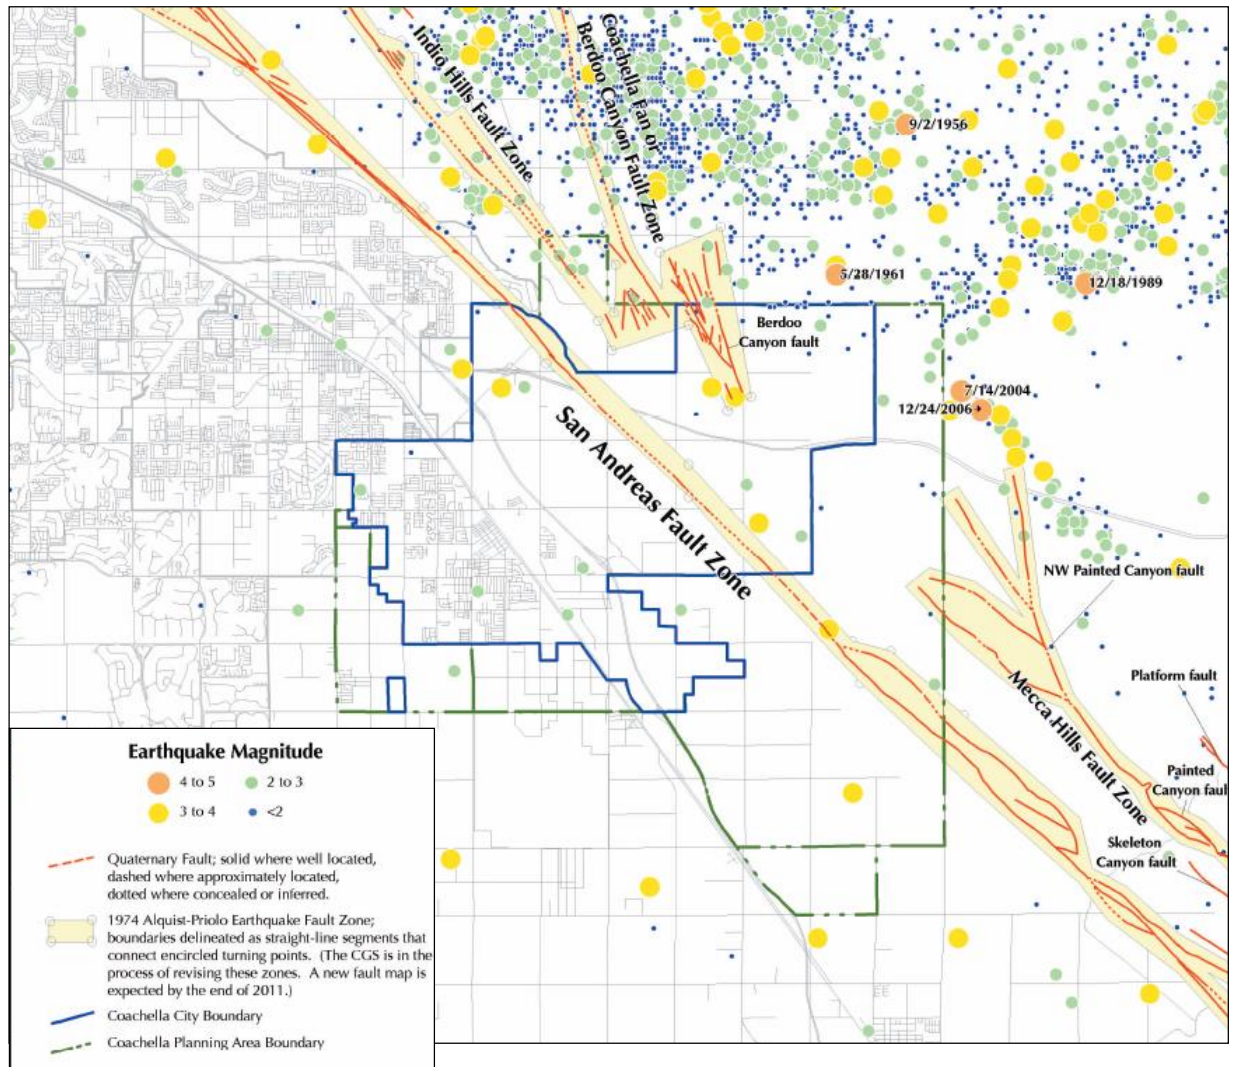 Indio Hills Fault Zone
Coachella Fan or
Berdoo Canyon Fault Zone
9/2/1956
5/28/1961
12/18/1989
Berdoo
Canyon fault
7/14/2004
12/24/2006
San Andreas Fault Zone
NW Painted Canyon fault
Mecca Hills Fault Zone
Platform fault
Painted
Canyon faul
Skeleton
Canyon fault
Earthquake Magnitude
4 to 5
2 to 3
3 to 4
<2
Quaternary Fault; solid where well located,
dashed where approximately located,
dotted where concealed or inferred.
1974 Alquist-Priolo Earthquake Fault Zone;
boundaries delineated as straight-line segments that
connect encircled turning points. (The CGS is in the
process of revising these zones. A new fault map is
expected by the end of 2011.)
Coachella City Boundary
Coachella Planning Area Boundary